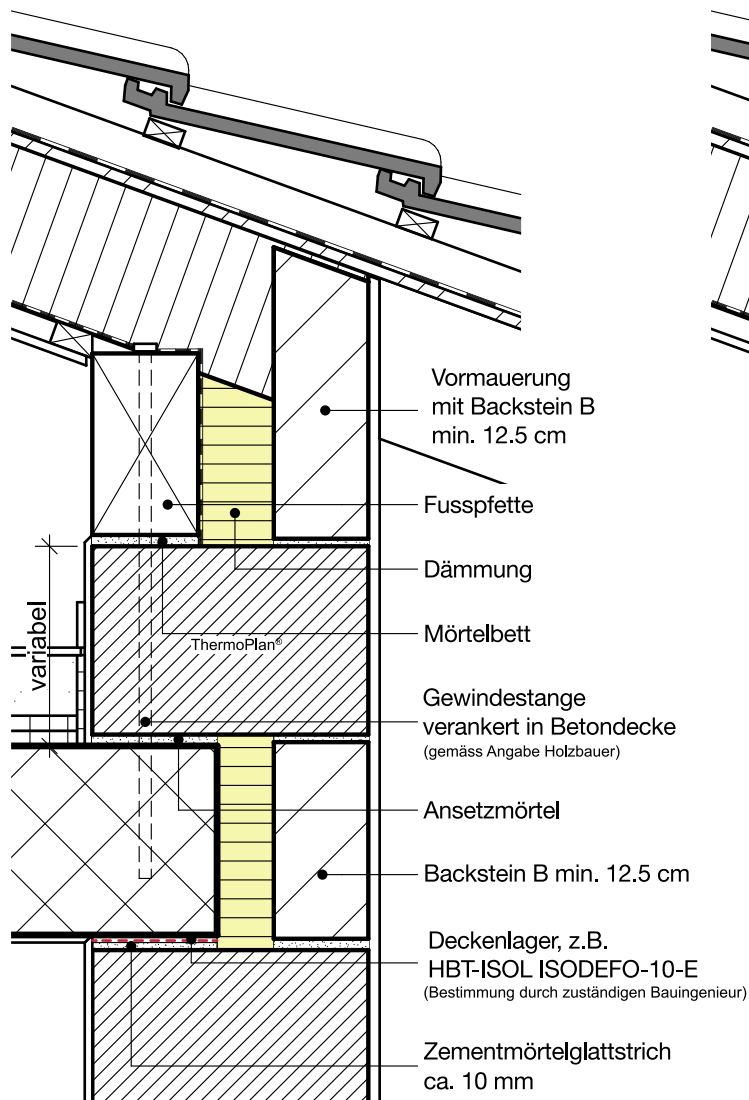 Vormauerung
mit Backstein B
min. 12.5 cm
Fusspfette
Dämmung
Mörtelbett
ThermoPlan®
variabel
Gewindestange
verankert in Betondecke
(gemäss Angabe Holzbauer)
Ansetzmörtel
Backstein B min. 12.5 cm
Deckenlager, z.B.
HBT-ISOL ISODEFO-10-E
(Bestimmung durch zuständigen Bauingenieur)
Zementmörtelglattstrich
ca. 10 mm